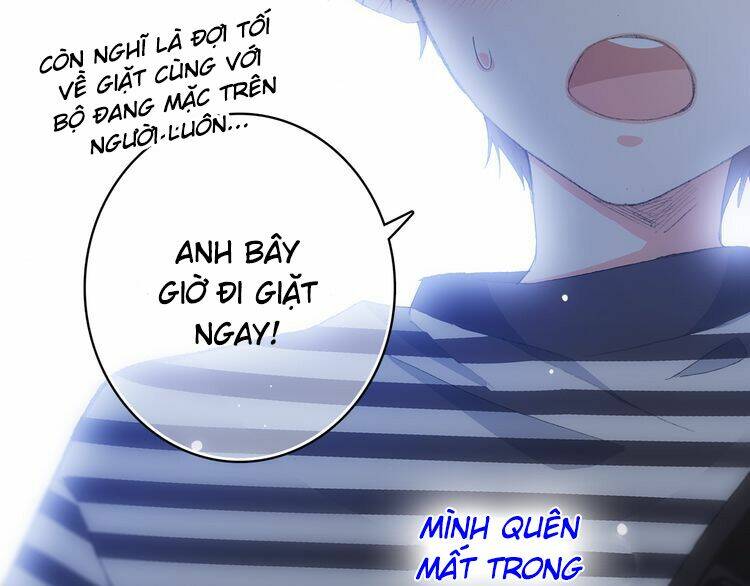 CÒN NGHĨ LÀ ĐỢI TỐI
VỀ GIẶT CÙNG VỚI
BỘ ĐANG MẶC TRÊN
NGƯỜI LUÔN...
ANH BÂY
GIỜ ĐI GIẶT
NGAY!
MÌNH QUÊN
MẤT TRONG